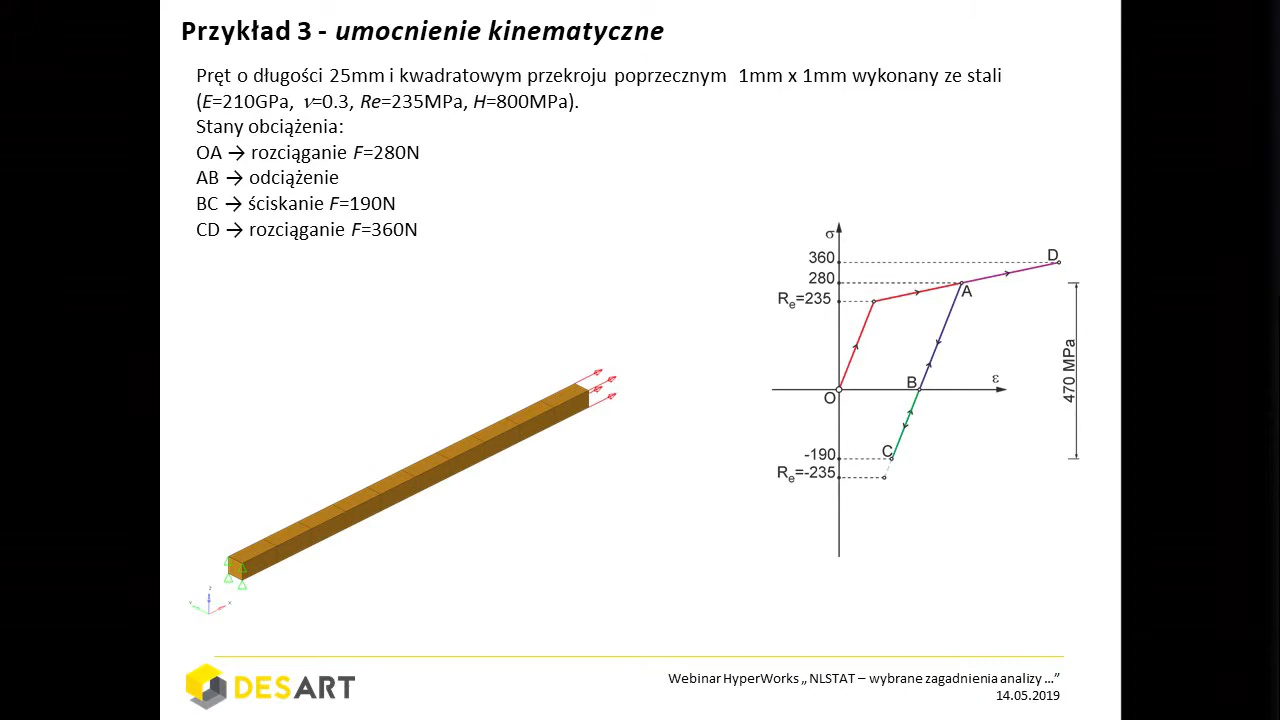 Przykład 3 - umocnienie kinematyczne
Pręt o długości 25mm i kwadratowym przekroju poprzecznym 1mm x 1mm wykonany ze stali
(E=210GPa, ν=0.3, Re=235MPa, H=800MPa).
Stany obciążenia:
OA → rozciąganie F=280N
AB → odciążenie
BC → ściskanie F=190N
CD → rozciąganie F=360N
σ
360
280
Re=235
D
A
470 MPa
B
ε
O
-190
C
Re=-235
z
y
x
DESART
Webinar HyperWorks „ NLSTAT – wybrane zagadnienia analizy …”
14.05.2019